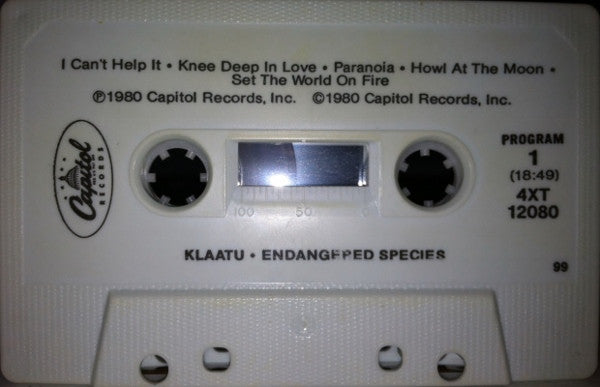 I Can't Help It • Knee Deep In Love • Paranoia • Howl At The Moon •
Set The World On Fire
℗1980 Capitol Records, Inc. ©1980 Capitol Records, Inc.
Capitol
RECORDS
PROGRAM
1
(18:49)
4XT
12080
100 50 0
KLAATU • ENDANGERED SPECIES
99